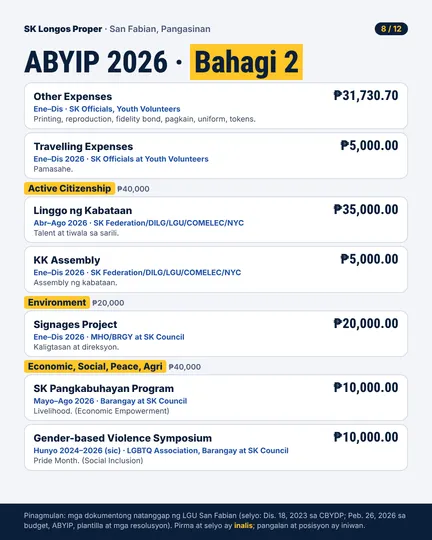 SK Longos Proper · San Fabian, Pangasinan
8 / 12
ABYIP 2026 · Bahagi 2
Other Expenses ₱31,730.70
Ene–Dis · SK Officials, Youth Volunteers
Printing, reproduction, fidelity bond, pagkain, uniform, tokens.
Travelling Expenses ₱5,000.00
Ene–Dis 2026 · SK Officials at Youth Volunteers
Pamasahe.
Active Citizenship ₱40,000
Linggo ng Kabataan ₱35,000.00
Abr–Ago 2026 · SK Federation/DILG/LGU/COMELEC/NYC
Talent at tiwala sa sarili.
KK Assembly ₱5,000.00
Ene–Dis 2026 · SK Federation/DILG/LGU/COMELEC/NYC
Assembly ng kabataan.
Environment ₱20,000
Signages Project ₱20,000.00
Ene–Dis 2026 · MHO/BRGY at SK Council
Kaligtasan at direksyon.
Economic, Social, Peace, Agri ₱40,000
SK Pangkabuhayan Program ₱10,000.00
Mayo–Ago 2026 · Barangay at SK Council
Livelihood. (Economic Empowerment)
Gender-based Violence Symposium ₱10,000.00
Hunyo 2024–2026 (sic) · LGBTQ Association, Barangay at SK Council
Pride Month. (Social Inclusion)
Pinagmulan: mga dokumentong natanggap ng LGU San Fabian (selyo: Dis. 18, 2023 sa CBYDP; Peb. 26, 2026 sa
budget, ABYIP, plantilla at mga resolusyon). Pirma at selyo ay inalis; pangalan at posisyon ay iniwan.